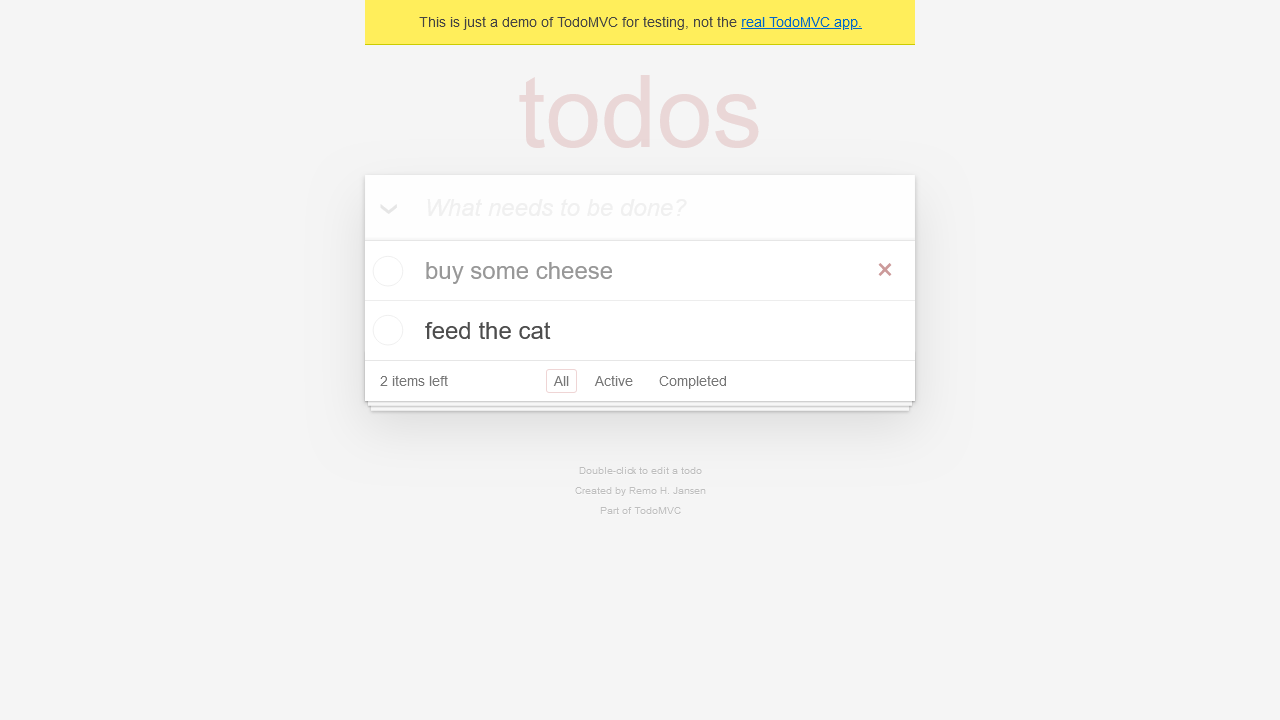 This is just a demo of TodoMVC for testing, not the real TodoMVC app.
todos
What needs to be done?
buy some cheese
feed the cat
2 items left All Active Completed
Double-click to edit a todo
Created by Remo H. Jansen
Part of TodoMVC